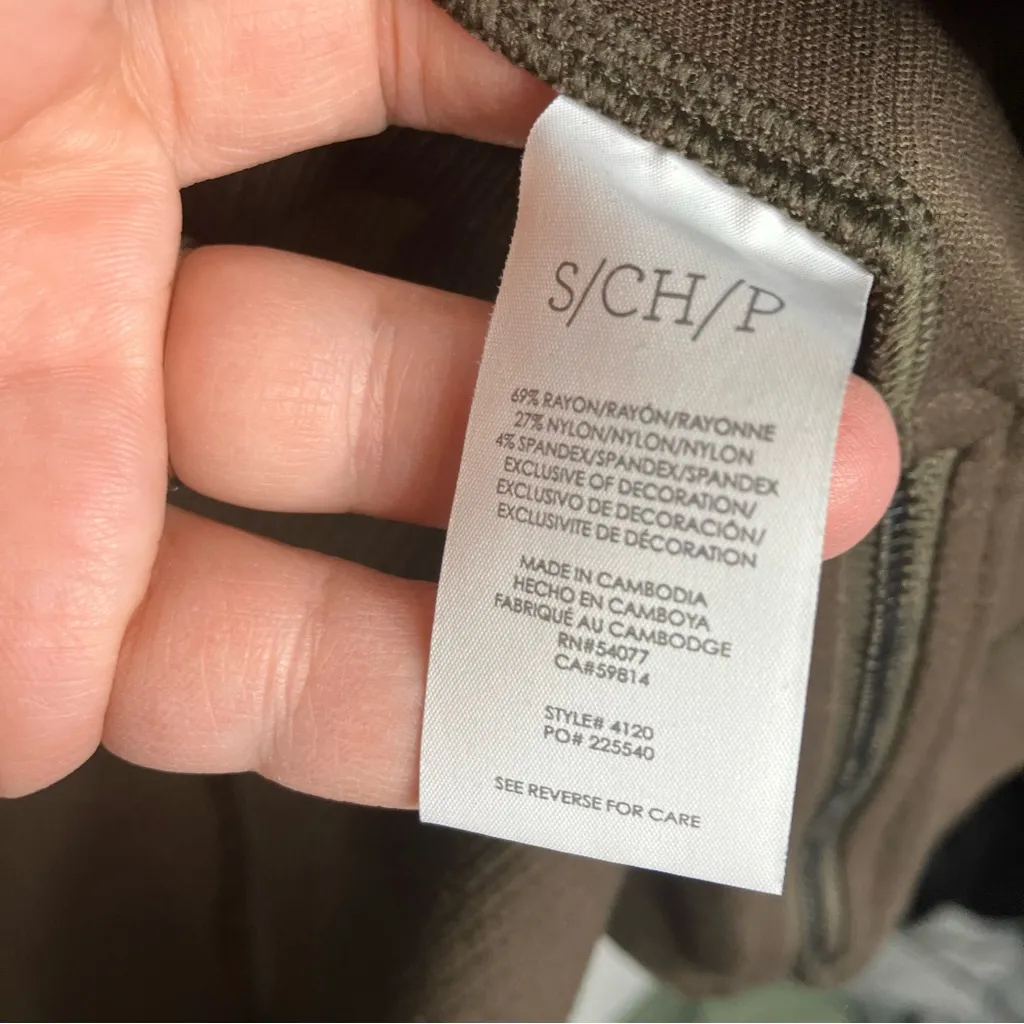 S/CH/P
69% RAYON/RAYÓN/RAYONNE
27% NYLON/NYLON/NYLON
4% SPANDEX/SPANDEX/SPANDEX
EXCLUSIVE OF DECORATION/
EXCLUSIVO DE DECORACIÓN/
EXCLUSIVITE DE DÉCORATION
MADE IN CAMBODIA
HECHO EN CAMBOYA
FABRIQUÉ AU CAMBODGE
RN#54077
CA#59814
STYLE# 4120
PO# 225540
SEE REVERSE FOR CARE